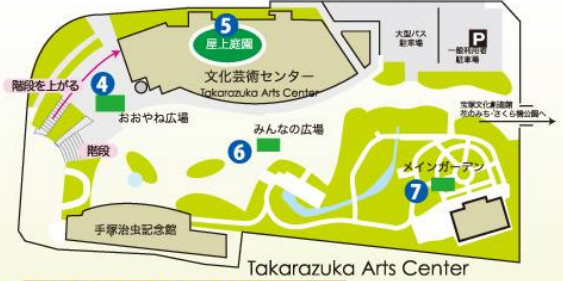 5
屋上庭園
大型バス
駐車場
P
一般利用者
駐車場
階段を上がる
4
文化芸術センター
Takarazuka Arts Center
おおやね広場
宝塚文化創造館
花のみち・さくら橋公園へ
階段
みんなの広場
6
メインガーデン
7
手塚治虫記念館
Takarazuka Arts Center